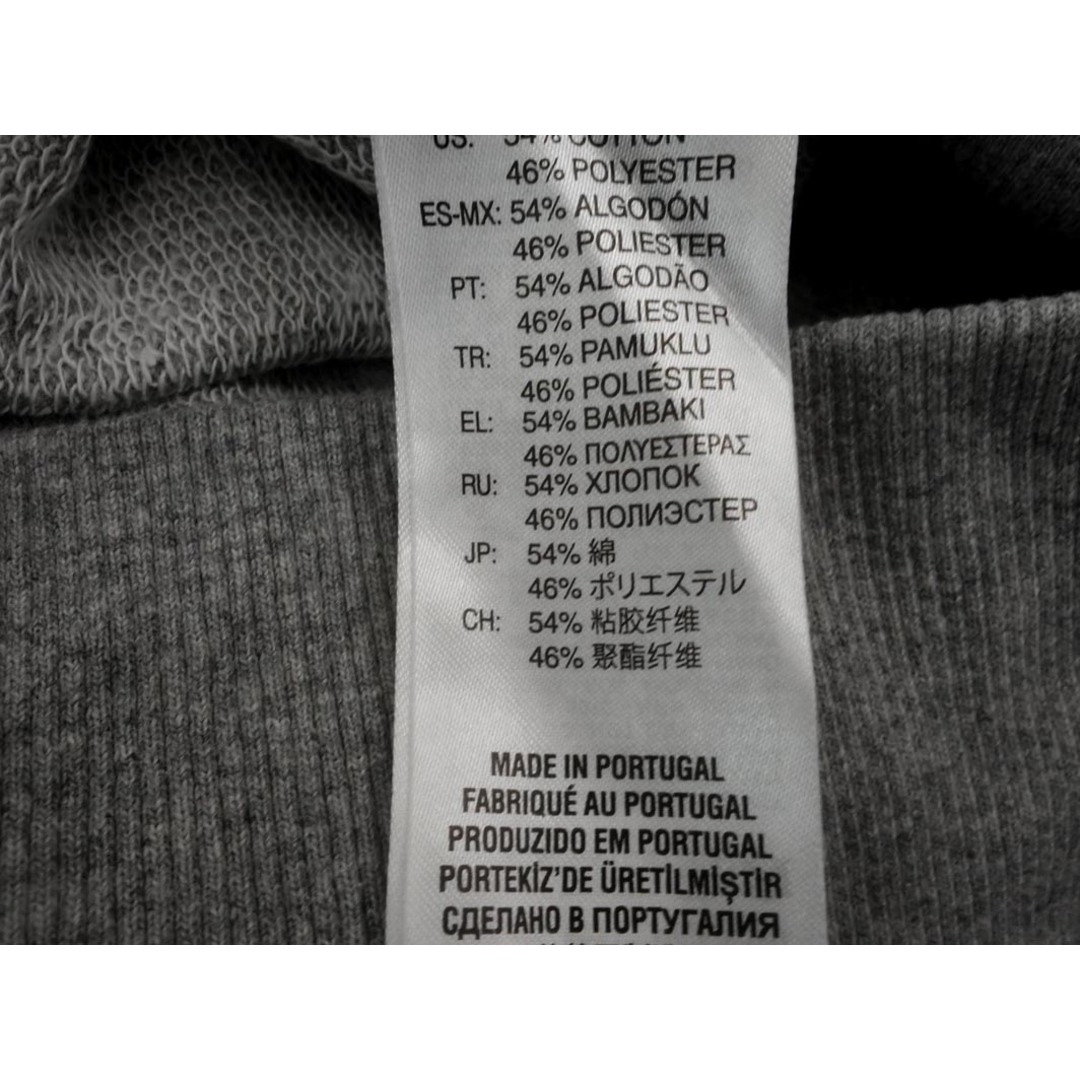 US: 54% COTTON
46% POLYESTER
ES-MX: 54% ALGODÓN
46% POLIESTER
PT: 54% ALGODÃO
46% POLIESTER
TR: 54% PAMUKLU
46% POLIÉSTER
EL: 54% BAMBAKI
46% ΠΟΛΥΕΣΤΕΡΑΣ
RU: 54% ХЛОПОК
46% ПОЛИЭСТЕР
JP: 54% 綿
46% ポリエステル
CH: 54% 粘胶纤维
46% 聚酯纤维
MADE IN PORTUGAL
FABRIQUÉ AU PORTUGAL
PRODUZIDO EM PORTUGAL
PORTEKİZ'DE ÜRETİLMİŞTİR
СДЕЛАНО В ПОРТУГАЛИЯ